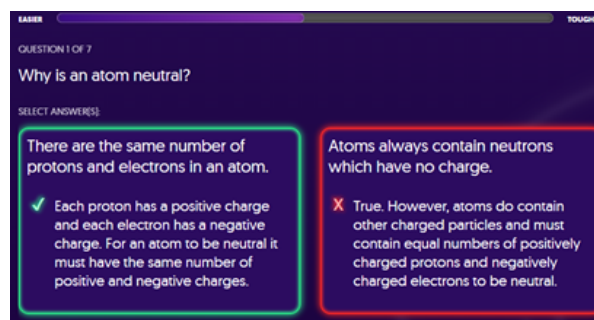 EASIER
QUESTION 1 OF 7
Why is an atom neutral?
SELECT ANSWER(S):
There are the same number of
protons and electrons in an atom.
✓ Each proton has a positive charge
and each electron has a negative
charge. For an atom to be neutral it
must have the same number of
positive and negative charges.
Atoms always contain neutrons
which have no charge.
X True. However, atoms do contain
other charged particles and must
contain equal numbers of positively
charged protons and negatively
charged electrons to be neutral.